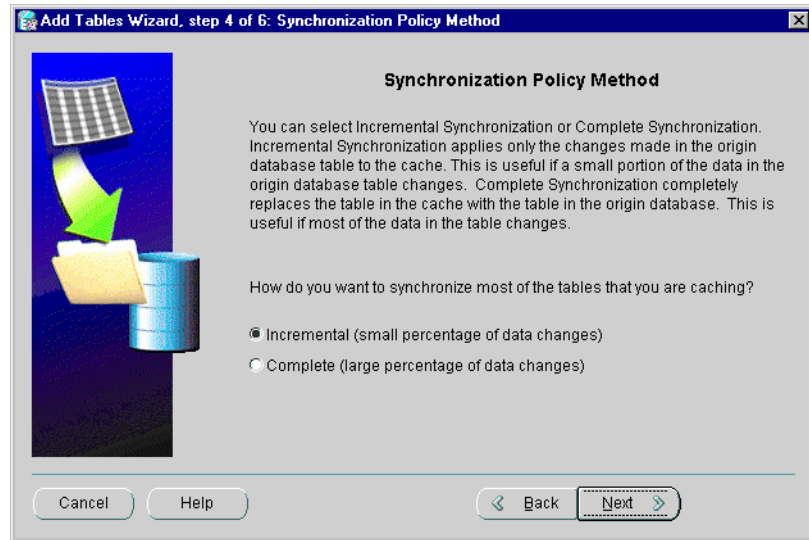 Add Tables Wizard, step 4 of 6: Synchronization Policy Method
Synchronization Policy Method
You can select Incremental Synchronization or Complete Synchronization.
Incremental Synchronization applies only the changes made in the origin
database table to the cache. This is useful if a small portion of the data in the
origin database table changes.  Complete Synchronization completely
replaces the table in the cache with the table in the origin database.  This is
useful if most of the data in the table changes.
How do you want to synchronize most of the tables that you are caching?
Incremental (small percentage of data changes)
Complete (large percentage of data changes)
Cancel Help Back Next